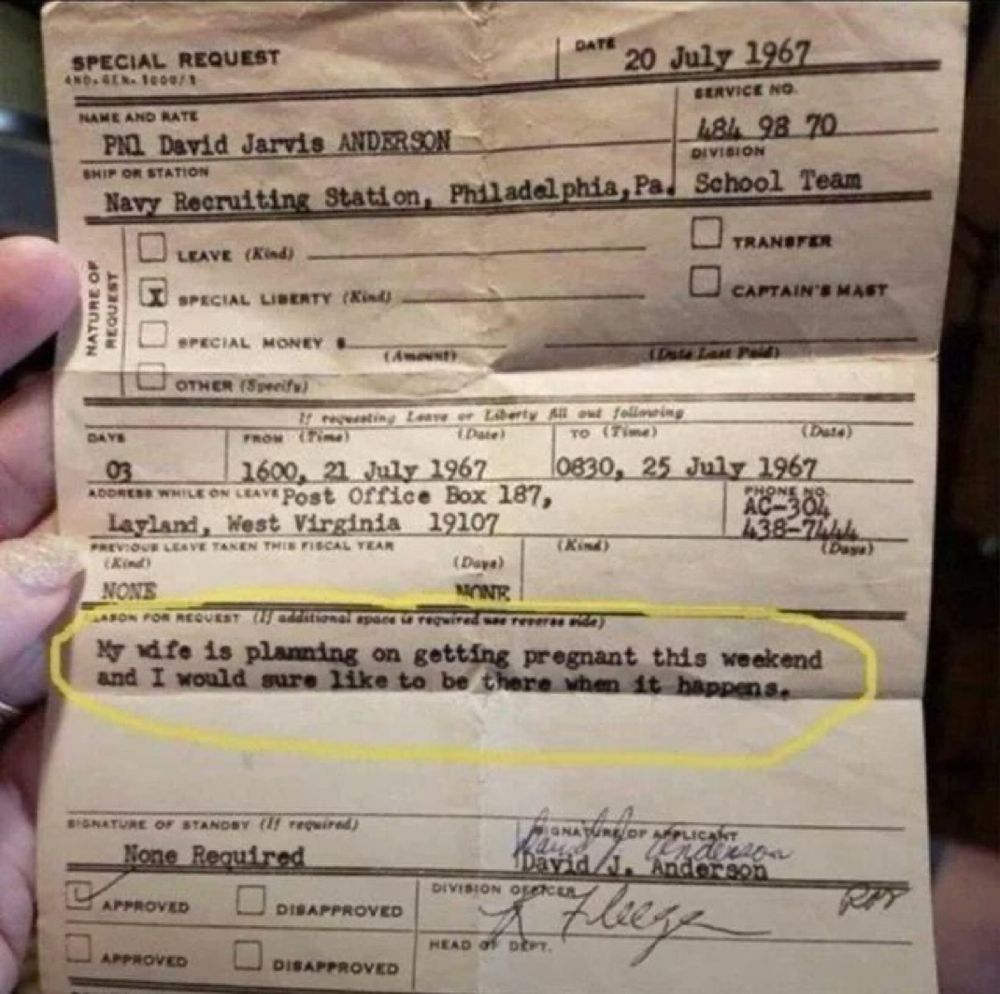 SPECIAL REQUEST
AND-GEN. 1000/1
DATE 20 July 1967
NAME AND RATE
PN1 David Jarvis ANDERSON
SERVICE NO.
484 98 70
SHIP OR STATION
Navy Recruiting Station, Philadelphia,Pa.
DIVISION
School Team
NATURE OF REQUEST
LEAVE (Kind)
TRANSFER
X SPECIAL LIBERTY (Kind)
CAPTAIN'S MAST
SPECIAL MONEY $
(Amount)
(Date Last Paid)
OTHER (Specify)
If requesting Leave or Liberty fill out following
DAYS
03
FROM (Time) (Date)
1600, 21 July 1967
TO (Time) (Date)
0830, 25 July 1967
ADDRESS WHILE ON LEAVE Post Office Box 187,
Layland, West Virginia 19107
PHONE NO.
AC-304
438-7444
PREVIOUS LEAVE TAKEN THIS FISCAL YEAR
(Kind) (Days)
NONE NONE
(Kind) (Days)
REASON FOR REQUEST (If additional space is required use reverse side)
My wife is planning on getting pregnant this weekend
and I would sure like to be there when it happens.
SIGNATURE OF STANDBY (If required)
None Required
SIGNATURE OF APPLICANT
David J. Anderson
David J. Anderson
APPROVED DISAPPROVED
DIVISION OFFICER
APPROVED DISAPPROVED
HEAD OF DEPT.